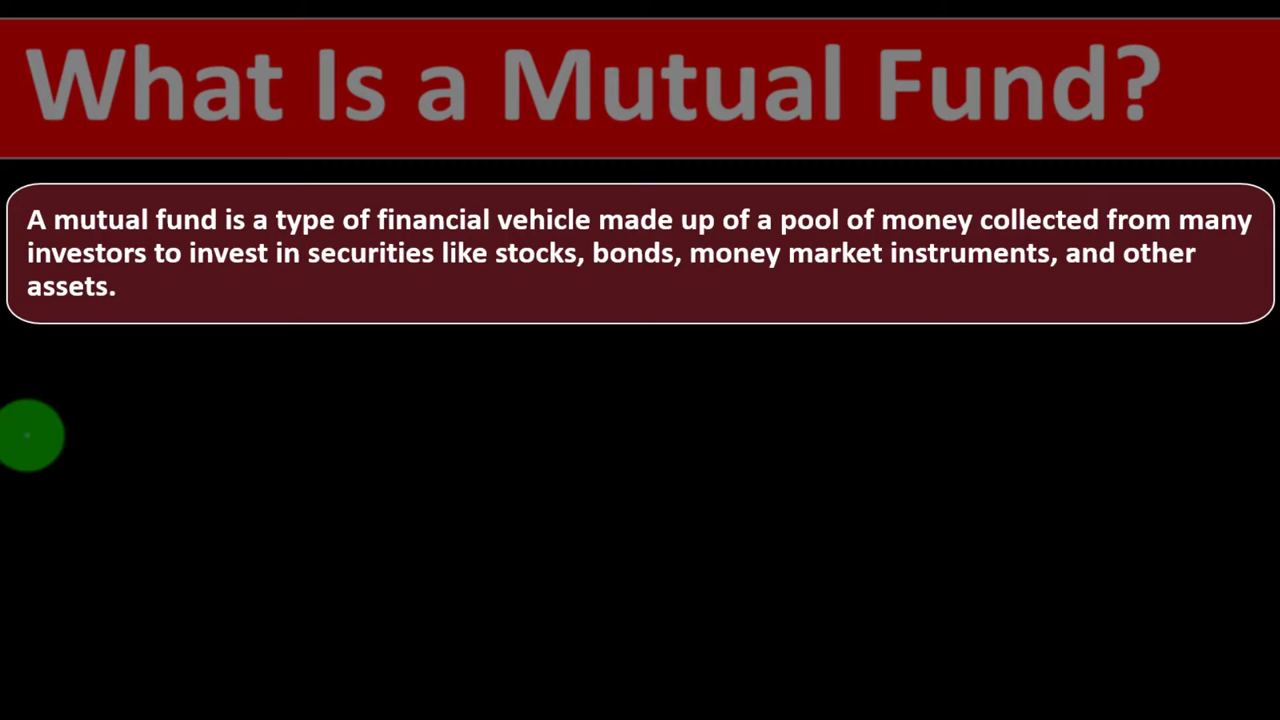 What Is a Mutual Fund?
A mutual fund is a type of financial vehicle made up of a pool of money collected from many
investors to invest in securities like stocks, bonds, money market instruments, and other
assets.